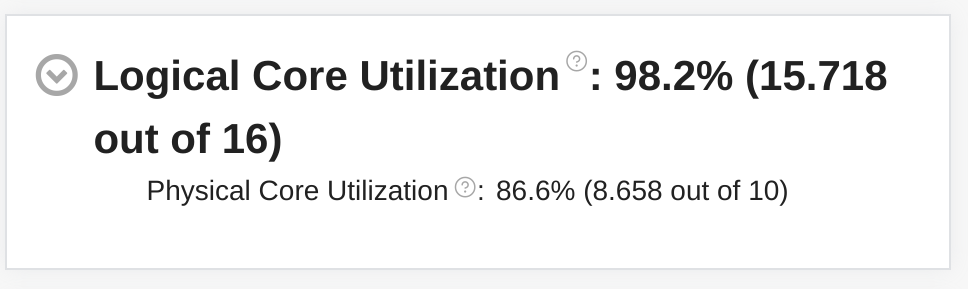 Logical Core Utilization ? : 98.2% (15.718
out of 16)
Physical Core Utilization ? : 86.6% (8.658 out of 10)